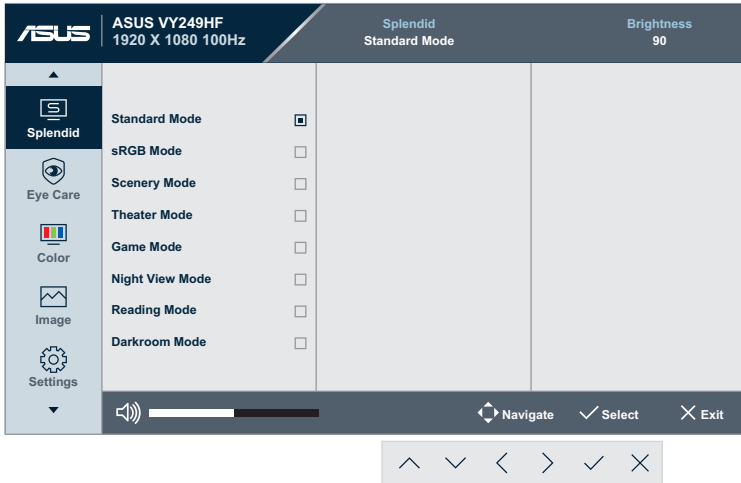 ASUS
ASUS VY249HF
1920 X 1080 100Hz
Splendid
Standard Mode
Brightness
90
Splendid
Eye Care
Color
Image
Settings
Standard Mode
sRGB Mode
Scenery Mode
Theater Mode
Game Mode
Night View Mode
Reading Mode
Darkroom Mode
Navigate
Select
Exit